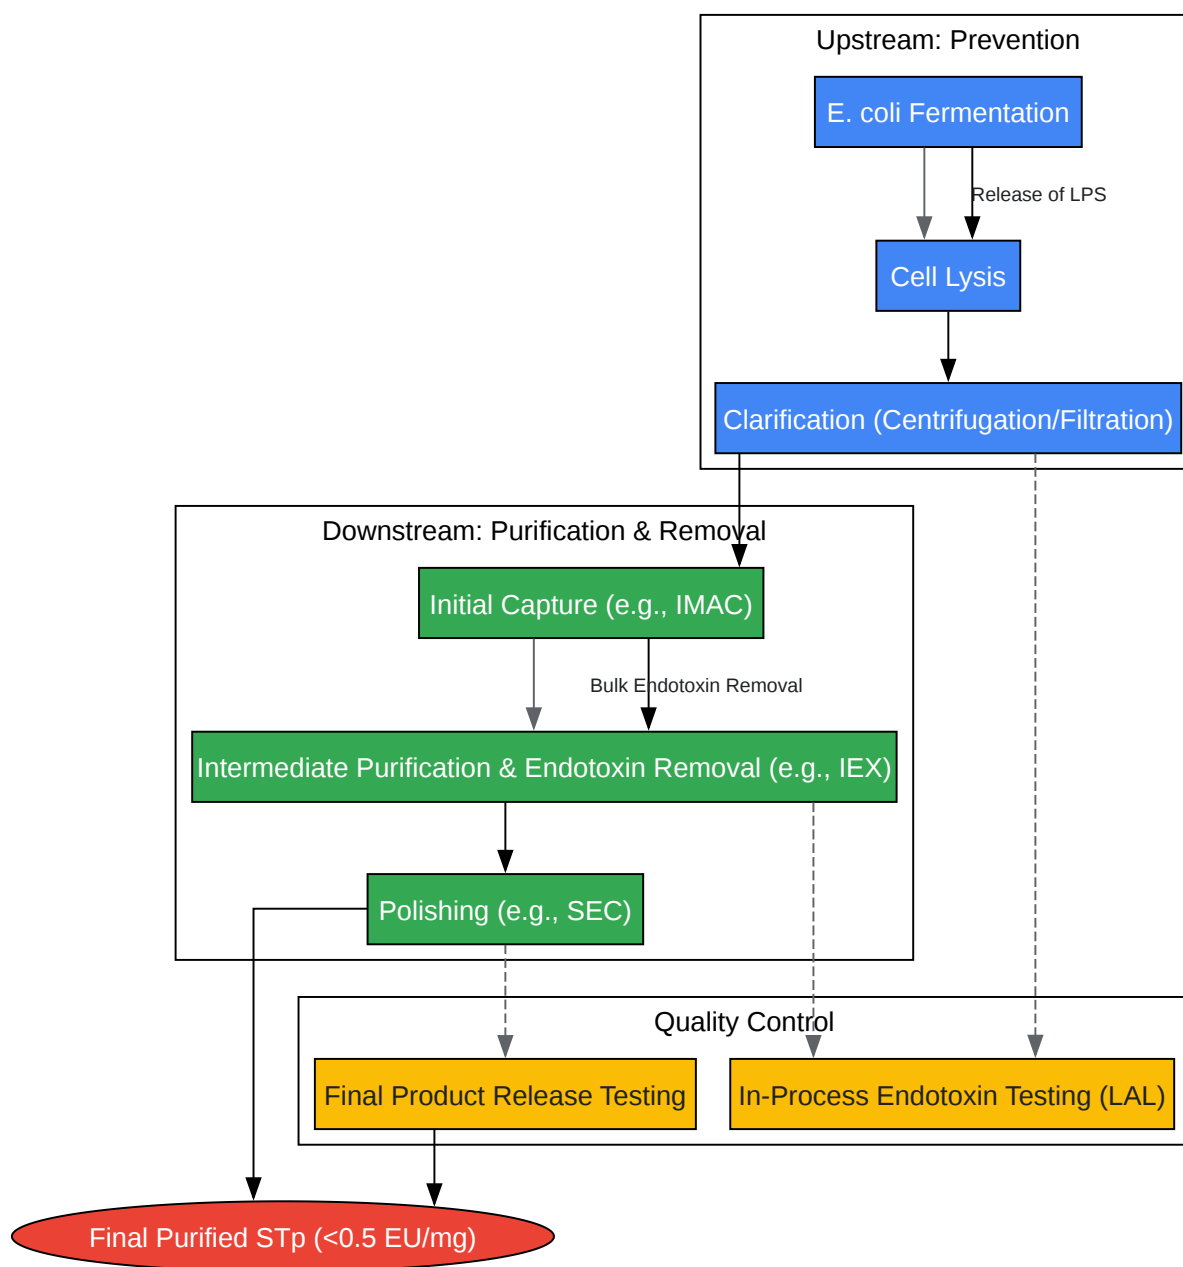 Upstream: Prevention
E. coli Fermentation
Release of LPS
Cell Lysis
Clarification (Centrifugation/Filtration)
Downstream: Purification & Removal
Initial Capture (e.g., IMAC)
Bulk Endotoxin Removal
Intermediate Purification & Endotoxin Removal (e.g., IEX)
Polishing (e.g., SEC)
Quality Control
Final Product Release Testing
In-Process Endotoxin Testing (LAL)
Final Purified STp (<0.5 EU/mg)